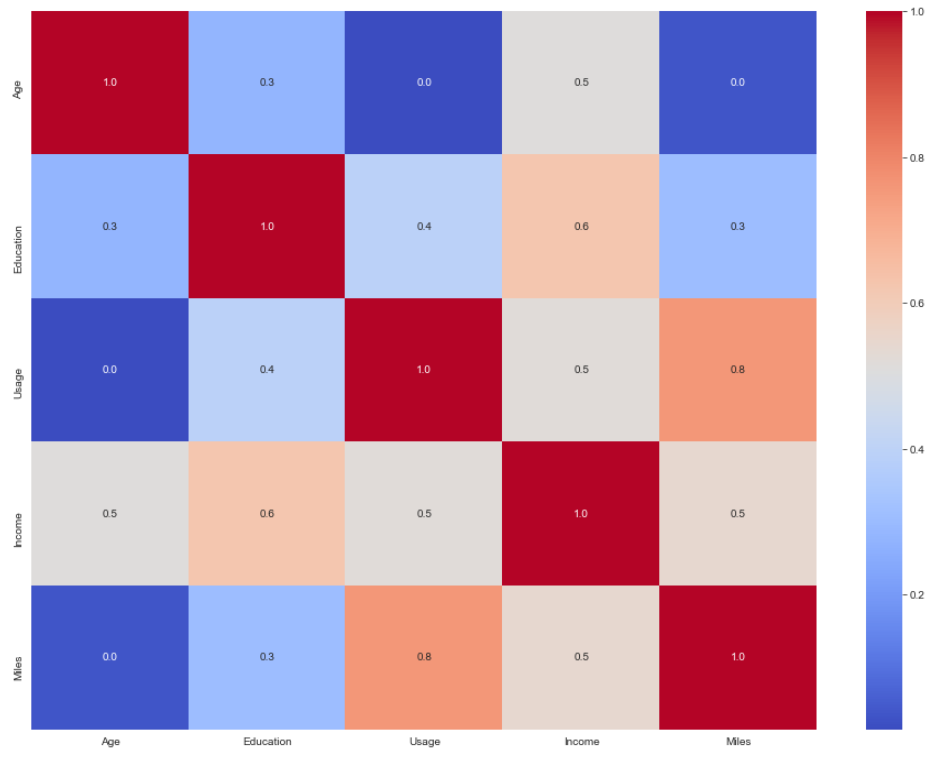 Age 1.0 0.3 0.0 0.5 0.0
Education 0.3 1.0 0.4 0.6 0.3
Usage 0.0 0.4 1.0 0.5 0.8
Income 0.5 0.6 0.5 1.0 0.5
Miles 0.0 0.3 0.8 0.5 1.0
Age Education Usage Income Miles
1.0
0.8
0.6
0.4
0.2